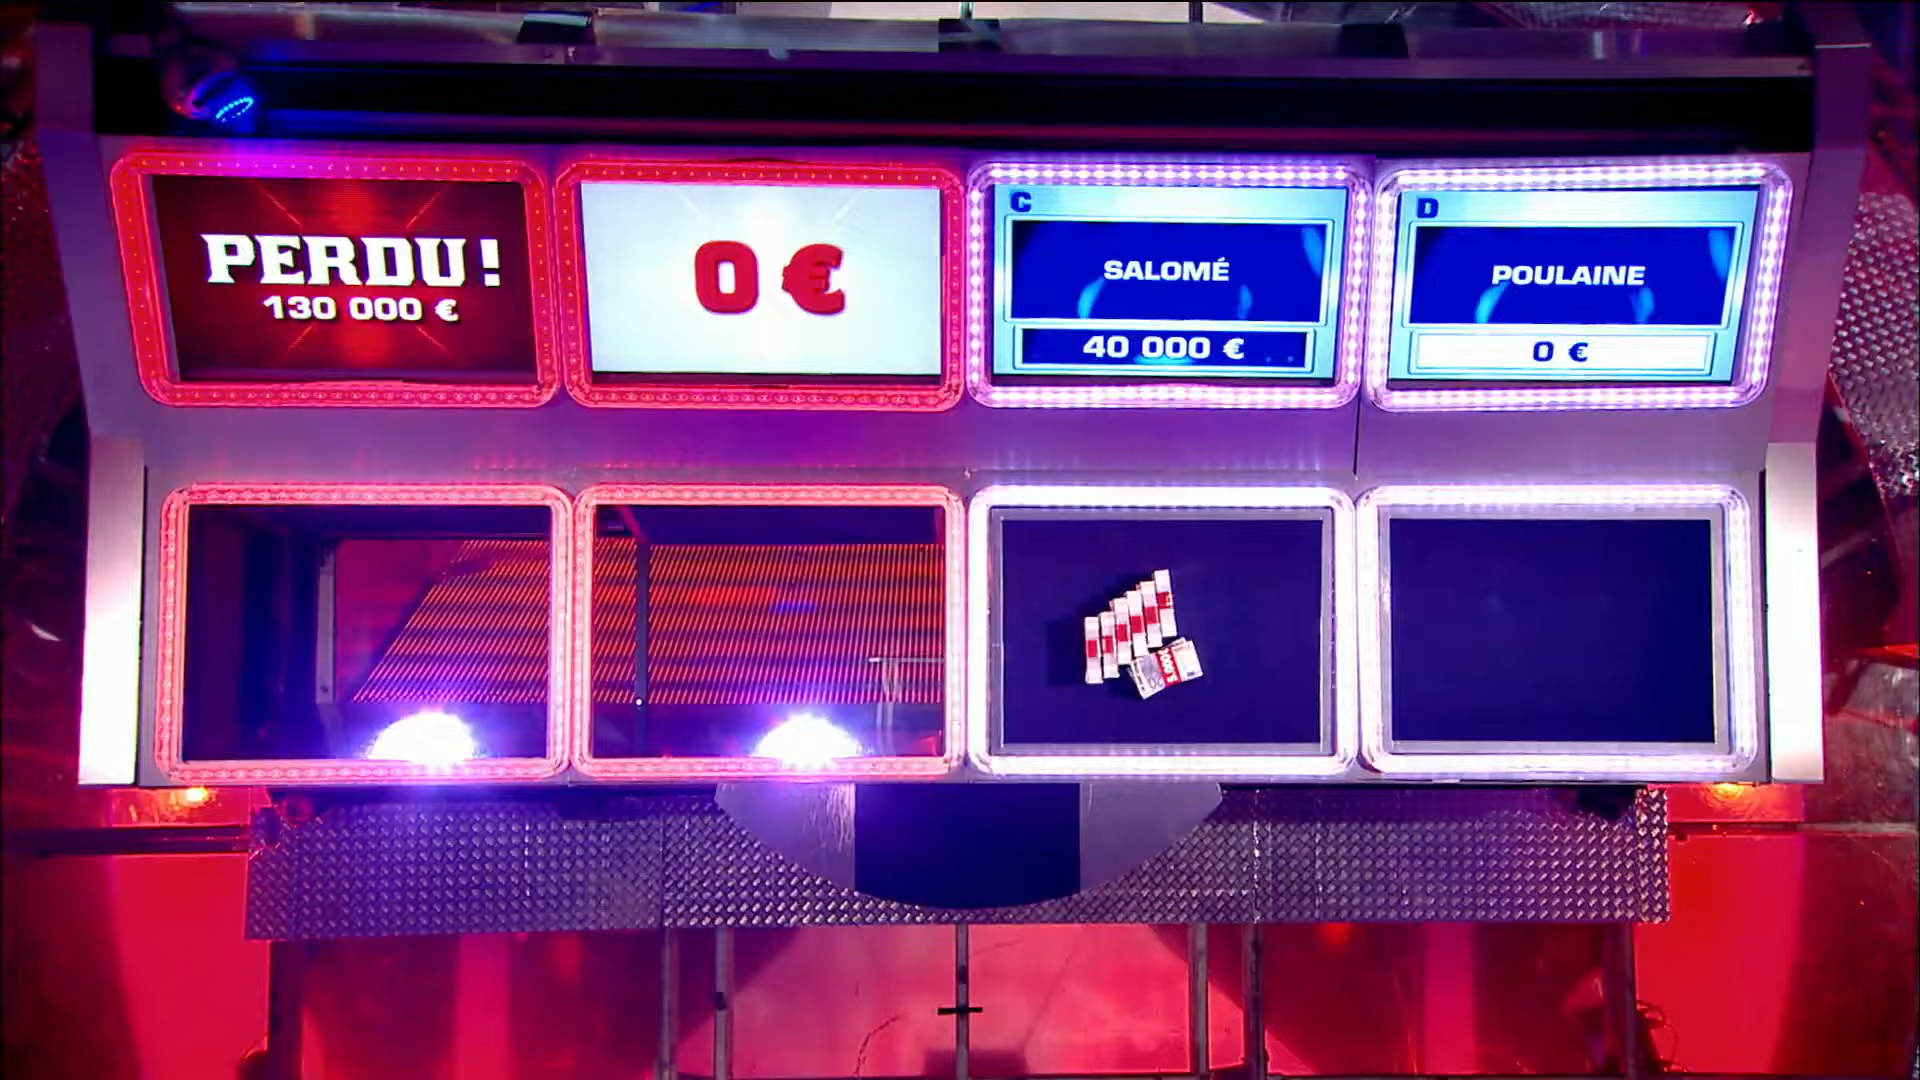 PERDU!
130 000 €
0 €
C
SALOMÉ
40 000 €
D
POULAINE
0 €